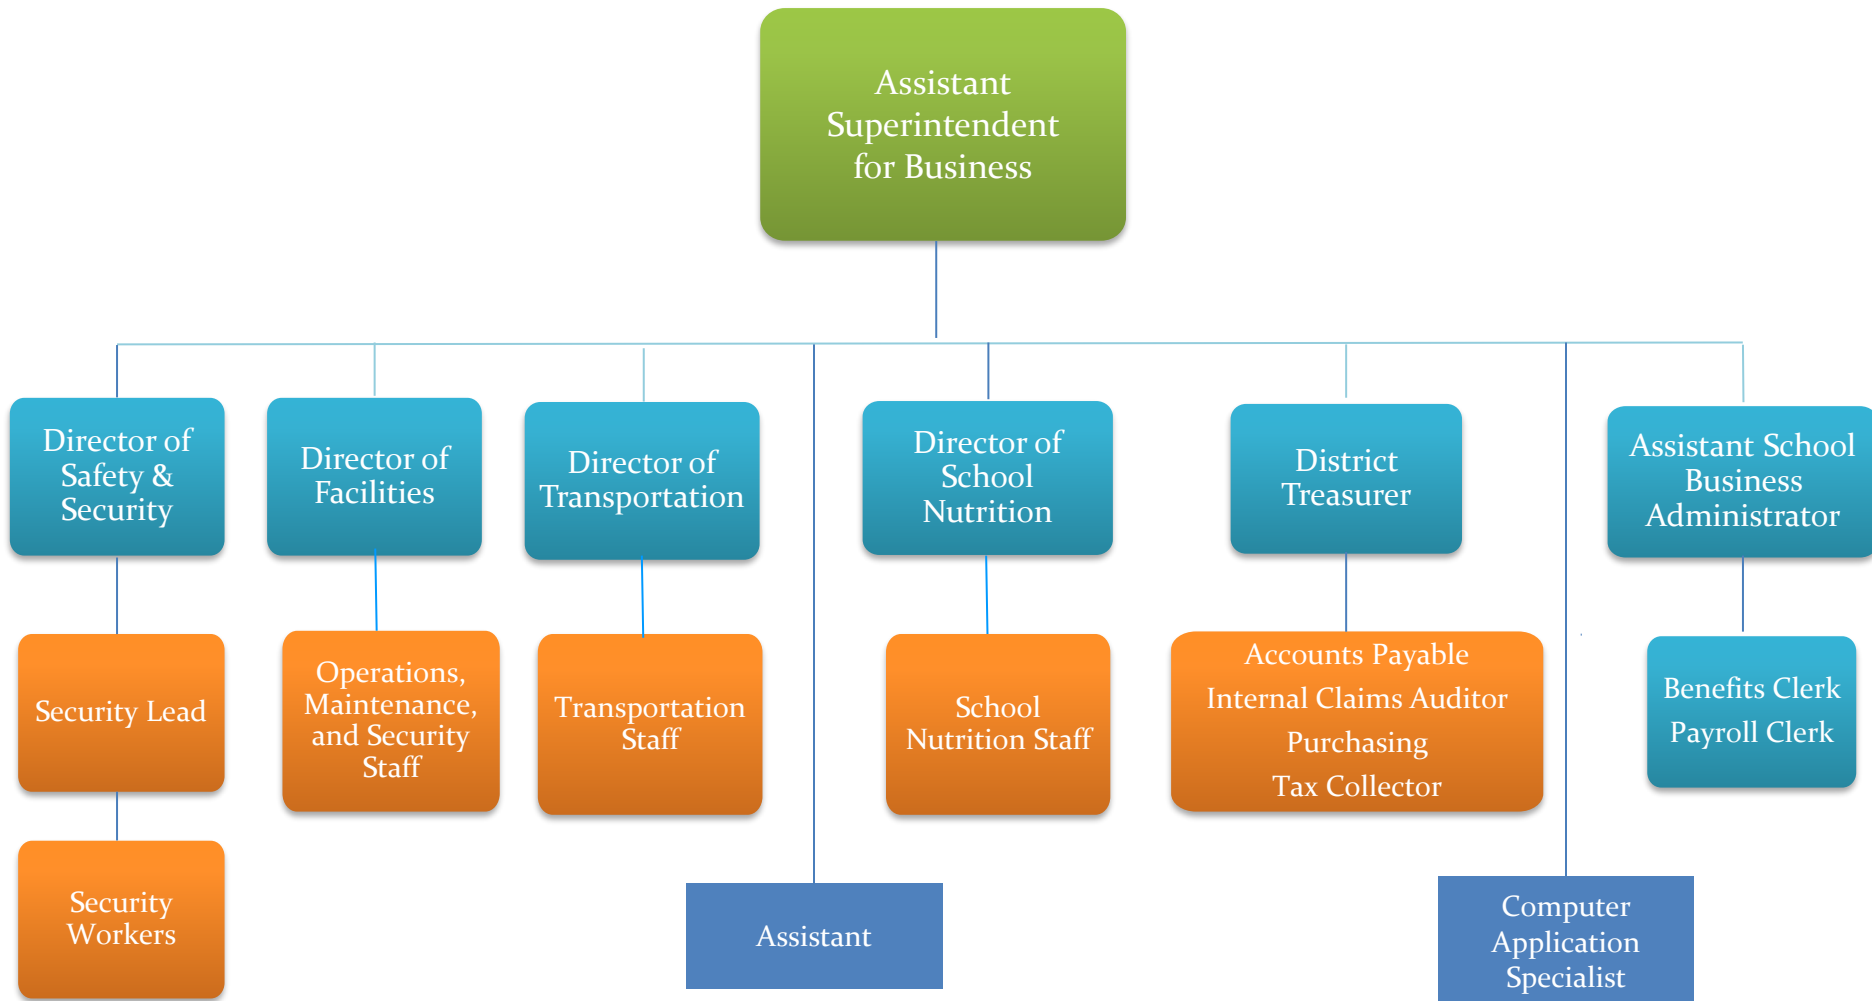 Assistant
Superintendent
for Business
Director of
Safety &
Security
Director of
Facilities
Director of
Transportation
Director of
School
Nutrition
District
Treasurer
Assistant School
Business
Administrator
Security Lead
Operations,
Maintenance,
and Security
Staff
Transportation
Staff
School
Nutrition Staff
Accounts Payable
Internal Claims Auditor
Purchasing
Tax Collector
Benefits Clerk
Payroll Clerk
Security
Workers
Assistant
Computer
Application
Specialist